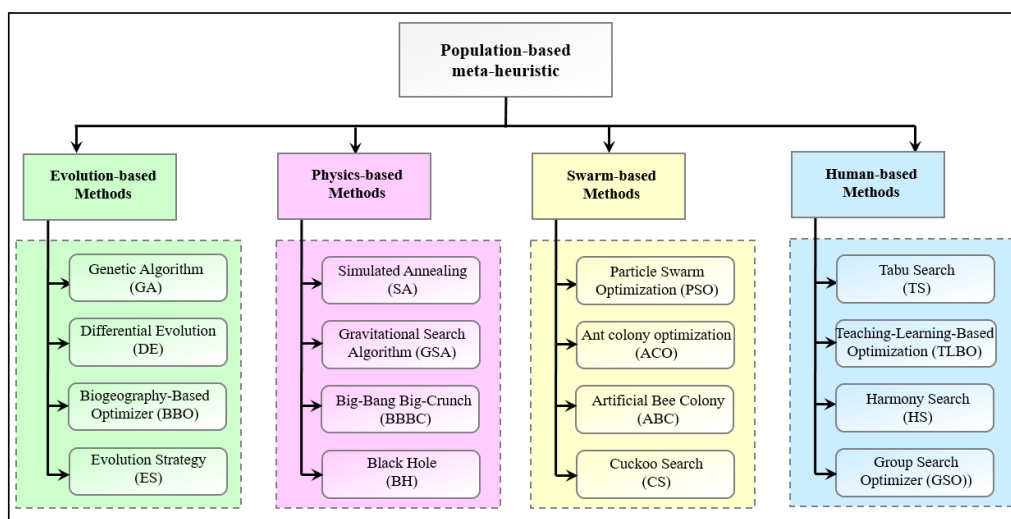 Population-based
meta-heuristic
Evolution-based
Methods
Physics-based
Methods
Swarm-based
Methods
Human-based
Methods
Genetic Algorithm
(GA)
Differential Evolution
(DE)
Biogeography-Based
Optimizer (BBO)
Evolution Strategy
(ES)
Simulated Annealing
(SA)
Gravitational Search
Algorithm (GSA)
Big-Bang Big-Crunch
(BBBC)
Black Hole
(BH)
Particle Swarm
Optimization (PSO)
Ant colony optimization
(ACO)
Artificial Bee Colony
(ABC)
Cuckoo Search
(CS)
Tabu Search
(TS)
Teaching-Learning-Based
Optimization (TLBO)
Harmony Search
(HS)
Group Search
Optimizer (GSO))